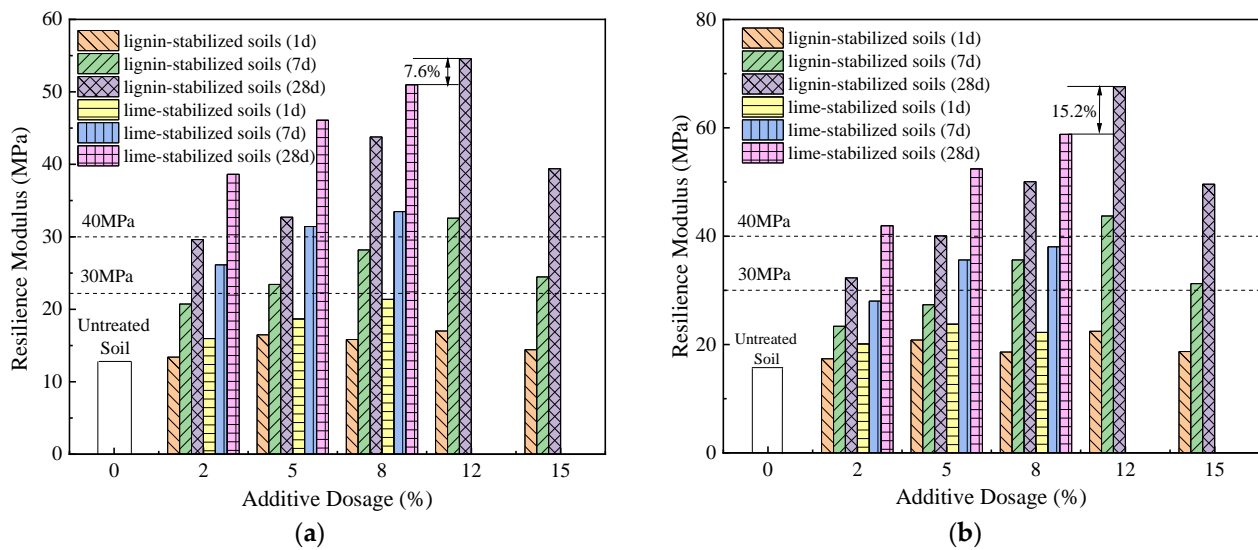 60
50
40
30
20
10
0
Resilience Modulus (MPa)
lignin-stabilized soils (1d)
lignin-stabilized soils (7d)
lignin-stabilized soils (28d)
lime-stabilized soils (1d)
lime-stabilized soils (7d)
lime-stabilized soils (28d)
7.6%
40MPa
30MPa
Untreated
Soil
0
2
5
8
12
15
Additive Dosage (%)
(a)
80
60
40
20
0
Resilience Modulus (MPa)
lignin-stabilized soils (1d)
lignin-stabilized soils (7d)
lignin-stabilized soils (28d)
lime-stabilized soils (1d)
lime-stabilized soils (7d)
lime-stabilized soils (28d)
15.2%
40MPa
30MPa
Untreated
Soil
0
2
5
8
12
15
Additive Dosage (%)
(b)